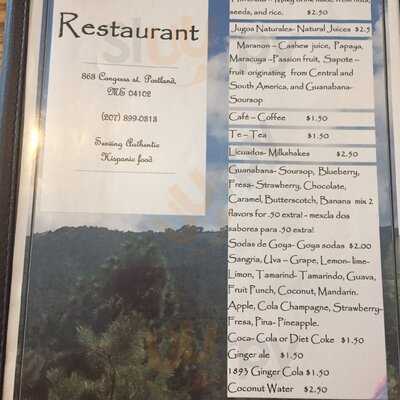 Restaurant
868 Congress st. Portland,
ME 04102
(207) 899-0813
Serving Authentic
Hispanic food
seeds, and rice. $2.50
Jugos Naturales- Natural Juices $2.5
Maranon – Cashew juice, Papaya,
Maracuya -Passion fruit, Sapote –
fruit originating from Central and
South America, and Guanabana-
Soursop
Café – Coffee $1.50
Te – Tea $1.50
Licuados- Milkshakes $2.50
Guanabana- Soursop, Blueberry,
Fresa- Strawberry, Chocolate,
Caramel, Butterscotch, Banana mix 2
flavors for .50 extra! - mexcla dos
sabores para .50 extra!
Sodas de Goya- Goya sodas $2.00
Sangria, Uva – Grape, Lemon- lime-
Limon, Tamarind- Tamarindo, Guava,
Fruit Punch, Coconut, Mandarin.
Apple, Cola Champagne, Strawberry-
Fresa, Pina- Pineapple.
Coca- Cola or Diet Coke $1.50
Ginger ale $1.50
1893 Ginger Cola $1.50
Coconut Water $2.50